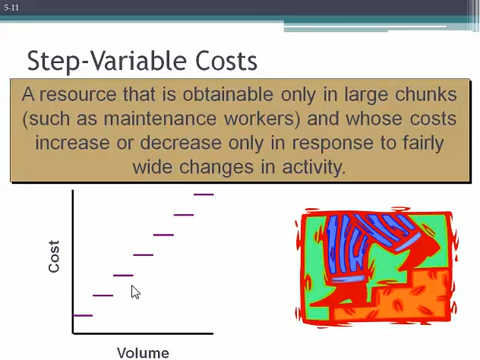 5-11
Step-Variable Costs
A resource that is obtainable only in large chunks
(such as maintenance workers) and whose costs
increase or decrease only in response to fairly
wide changes in activity.
Cost
Volume